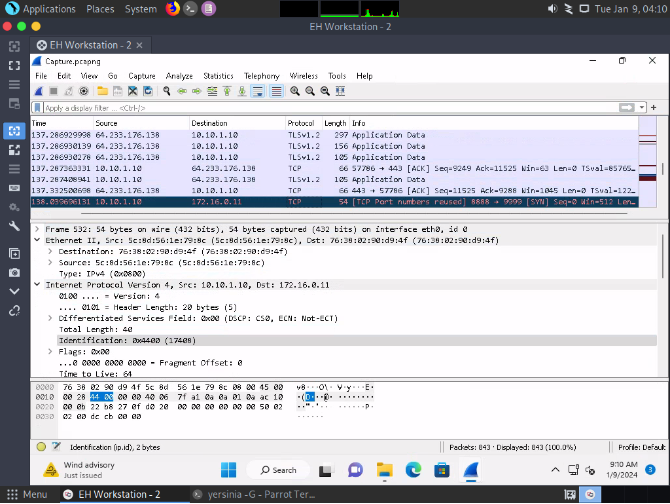 Applications Places System Tue Jan 9, 04:10
EH Workstation - 2
EH Workstation - 2 ×
Capture.pcapng
File Edit View Go Capture Analyze Statistics Telephony Wireless Tools Help
Apply a display filter ... <Ctrl-/>
Time Source Destination Protocol Length Info
137.286929998 64.233.176.138 10.10.1.10 TLSv1.2 297 Application Data
137.286930139 64.233.176.138 10.10.1.10 TLSv1.2 156 Application Data
137.286930278 64.233.176.138 10.10.1.10 TLSv1.2 105 Application Data
137.287363331 10.10.1.10 64.233.176.138 TCP 66 57786 → 443 [ACK] Seq=9249 Ack=11525 Win=63 Len=0 TSval=85765…
137.287408941 10.10.1.10 64.233.176.138 TLSv1.2 105 Application Data
137.332500698 64.233.176.138 10.10.1.10 TCP 66 443 → 57786 [ACK] Seq=11525 Ack=9288 Win=1045 Len=0 TSval=122…
138.039696131 10.10.1.10 172.16.0.11 TCP 54 [TCP Port numbers reused] 8888 → 9999 [SYN] Seq=0 Win=512 Len…
Frame 532: 54 bytes on wire (432 bits), 54 bytes captured (432 bits) on interface eth0, id 0
Ethernet II, Src: 5c:8d:56:1e:79:8c (5c:8d:56:1e:79:8c), Dst: 76:38:02:90:d9:4f (76:38:02:90:d9:4f)
Destination: 76:38:02:90:d9:4f (76:38:02:90:d9:4f)
Source: 5c:8d:56:1e:79:8c (5c:8d:56:1e:79:8c)
Type: IPv4 (0x0800)
Internet Protocol Version 4, Src: 10.10.1.10, Dst: 172.16.0.11
0100 .... = Version: 4
.... 0101 = Header Length: 20 bytes (5)
Differentiated Services Field: 0x00 (DSCP: CS0, ECN: Not-ECT)
Total Length: 40
Identification: 0x4400 (17408)
Flags: 0x00
...0 0000 0000 0000 = Fragment Offset: 0
Time to Live: 64
0000 76 38 02 90 d9 4f 5c 8d 56 1e 79 8c 08 00 45 00 v8···O\· V·y···E·
0010 00 28 44 00 00 00 40 06 7f a1 0a 0a 01 0a ac 10 ·(D···@· ········
0020 00 0b 22 b8 27 0f d0 20 00 00 00 00 00 00 50 02
0030 02 00 dc cb 00 00
Identification (ip.id), 2 bytes Packets: 843 · Displayed: 843 (100.0%) Profile: Default
Wind advisory
Just issued
Search
9:10 AM
1/9/2024
3
Menu EH Workstation - 2 yersinia -G - Parrot Ter...